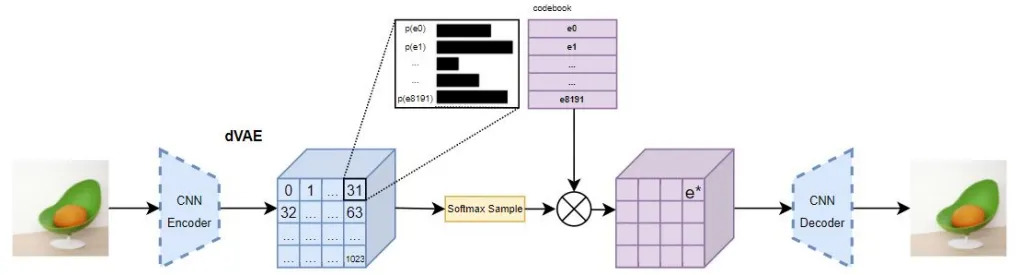 codebook
p(e0)
p(e1)
...
...
p(e8191)
e0
e1
...
...
e8191
dVAE
CNN
Encoder
0 1 ... 31
32 ... ... 63
... ... ... ...
... ... ... 1023
Softmax Sample
e*
CNN
Decoder